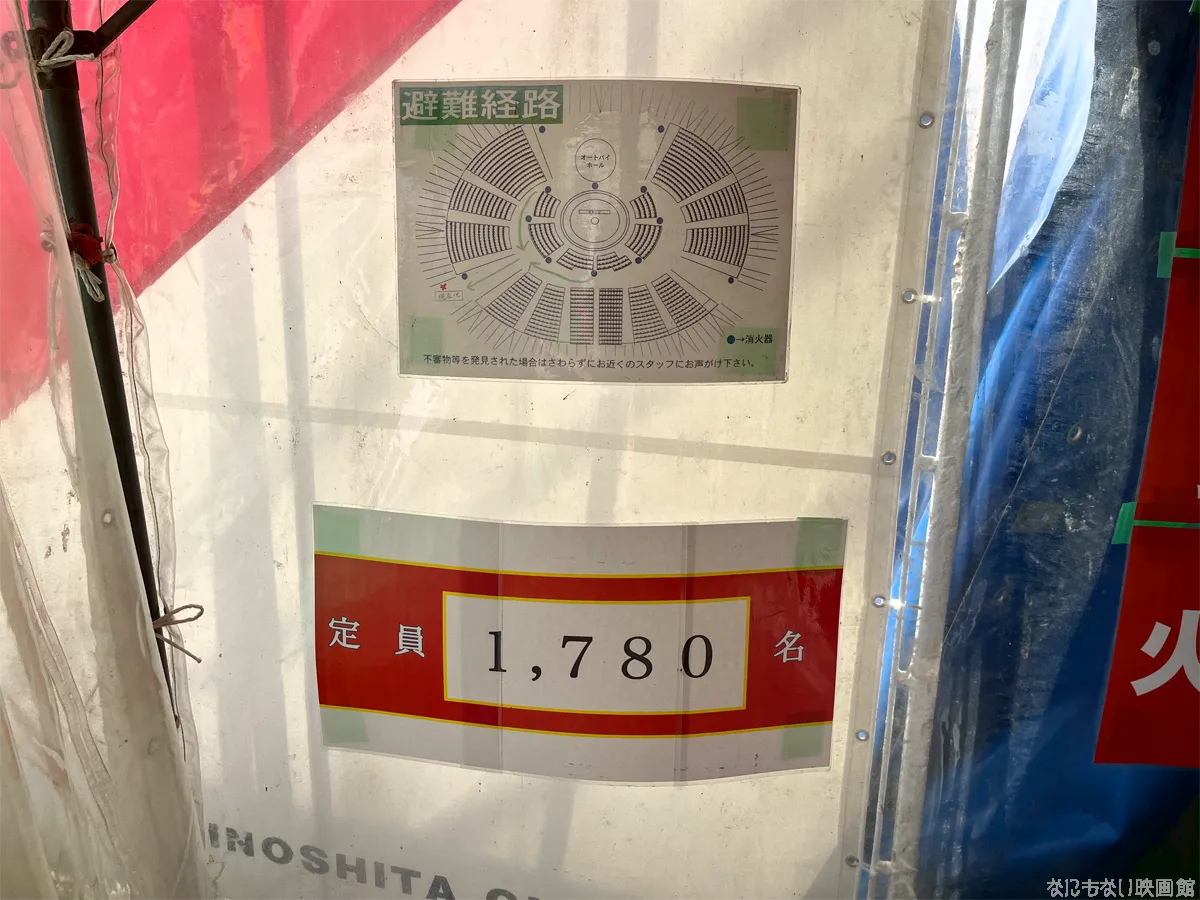 避難経路
オートバイ
ホール
現在地
→消火器
不審物等を発見された場合はさわらずにお近くのスタッフにお声がけ下さい。
定員 1,780 名
火
INOSHITA
なにもない映画館